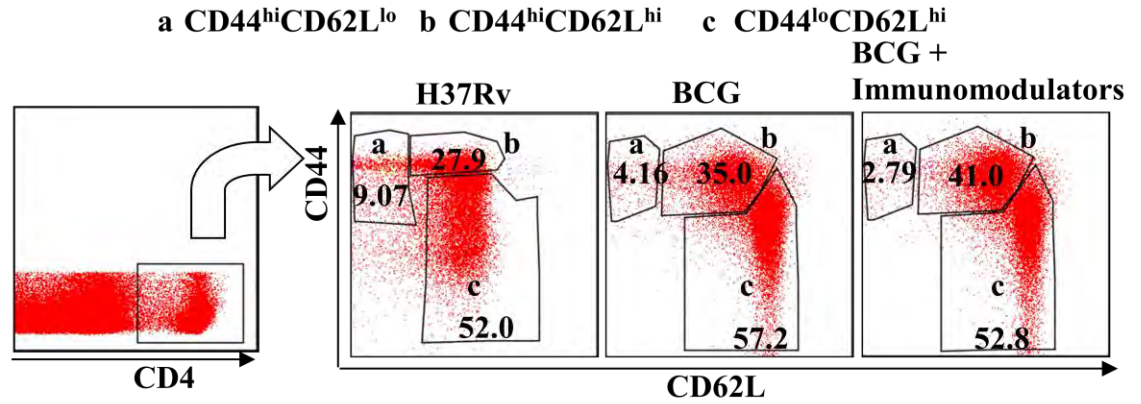 a CD44hiCD62Llo b CD44hiCD62Lhi c CD44loCD62Lhi
H37Rv BCG BCG +
Immunomodulators
a b a b a b
27.9 4.16 35.0 2.79 41.0
9.07
c c c
52.0 57.2 52.8
CD44
CD4 CD62L